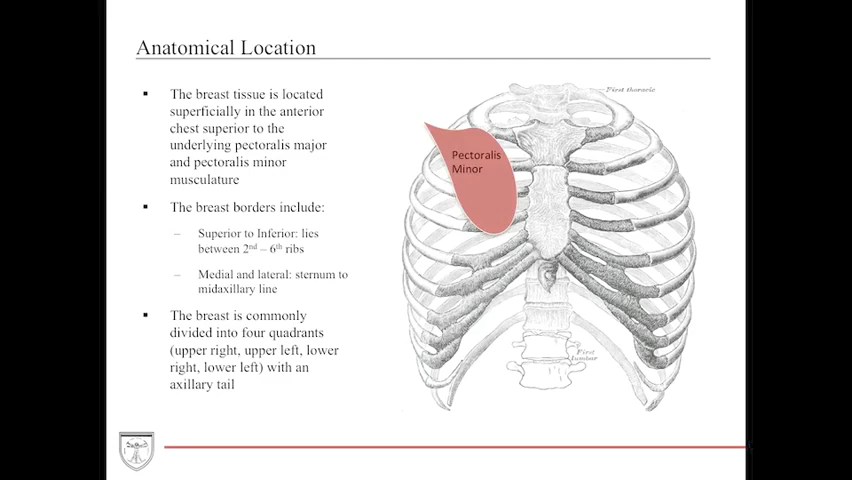 Anatomical Location
▪ The breast tissue is located
superficially in the anterior
chest superior to the
underlying pectoralis major
and pectoralis minor
musculature
▪ The breast borders include:
– Superior to Inferior: lies
between 2nd – 6th ribs
– Medial and lateral: sternum to
midaxillary line
▪ The breast is commonly
divided into four quadrants
(upper right, upper left, lower
right, lower left) with an
axillary tail
First thoracic
Pectoralis
Minor
First
lumbar